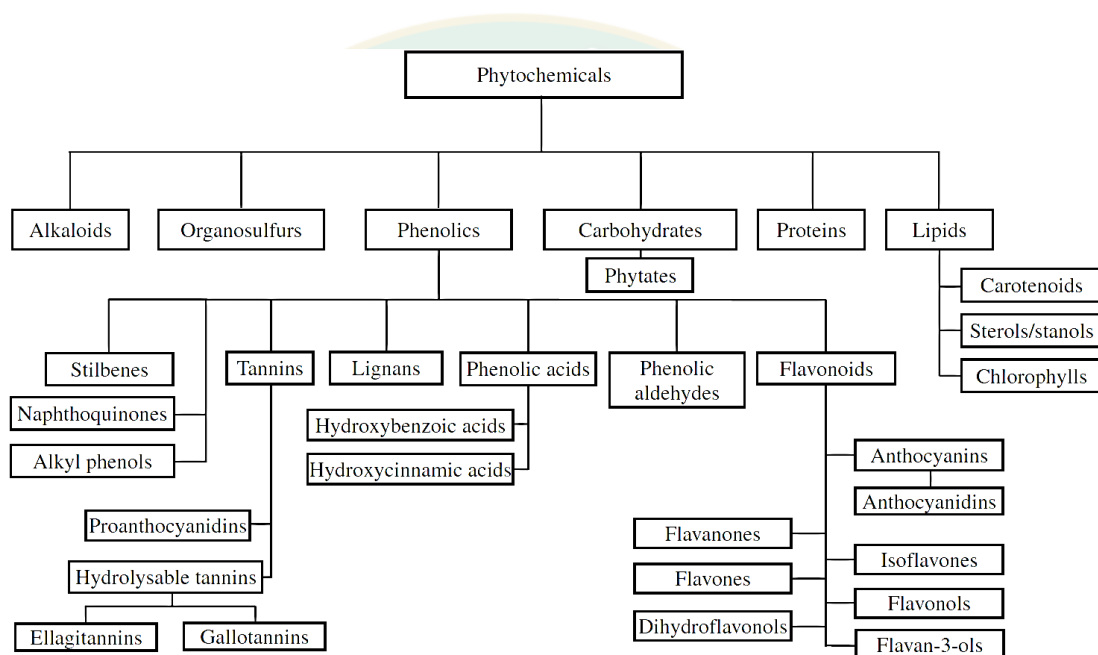 Phytochemicals
Alkaloids
Organosulfurs
Phenolics
Carbohydrates
Proteins
Lipids
Phytates
Carotenoids
Sterols/stanols
Chlorophylls
Stilbenes
Tannins
Lignans
Phenolic acids
Phenolic
aldehydes
Flavonoids
Naphthoquinones
Alkyl phenols
Hydroxybenzoic acids
Hydroxycinnamic acids
Proanthocyanidins
Hydrolysable tannins
Ellagitannins
Gallotannins
Anthocyanins
Anthocyanidins
Flavanones
Isoflavones
Flavones
Flavonols
Dihydroflavonols
Flavan-3-ols